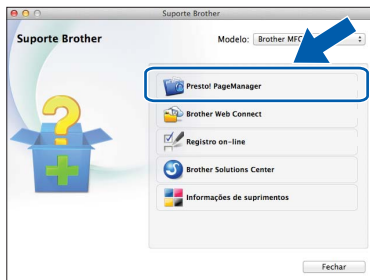 Suporte Brother
Suporte Brother
Modelo: Brother MFC
Presto! PageManager
Brother Web Connect
Registro on-line
Brother Solutions Center
Informações de suprimentos
Fechar